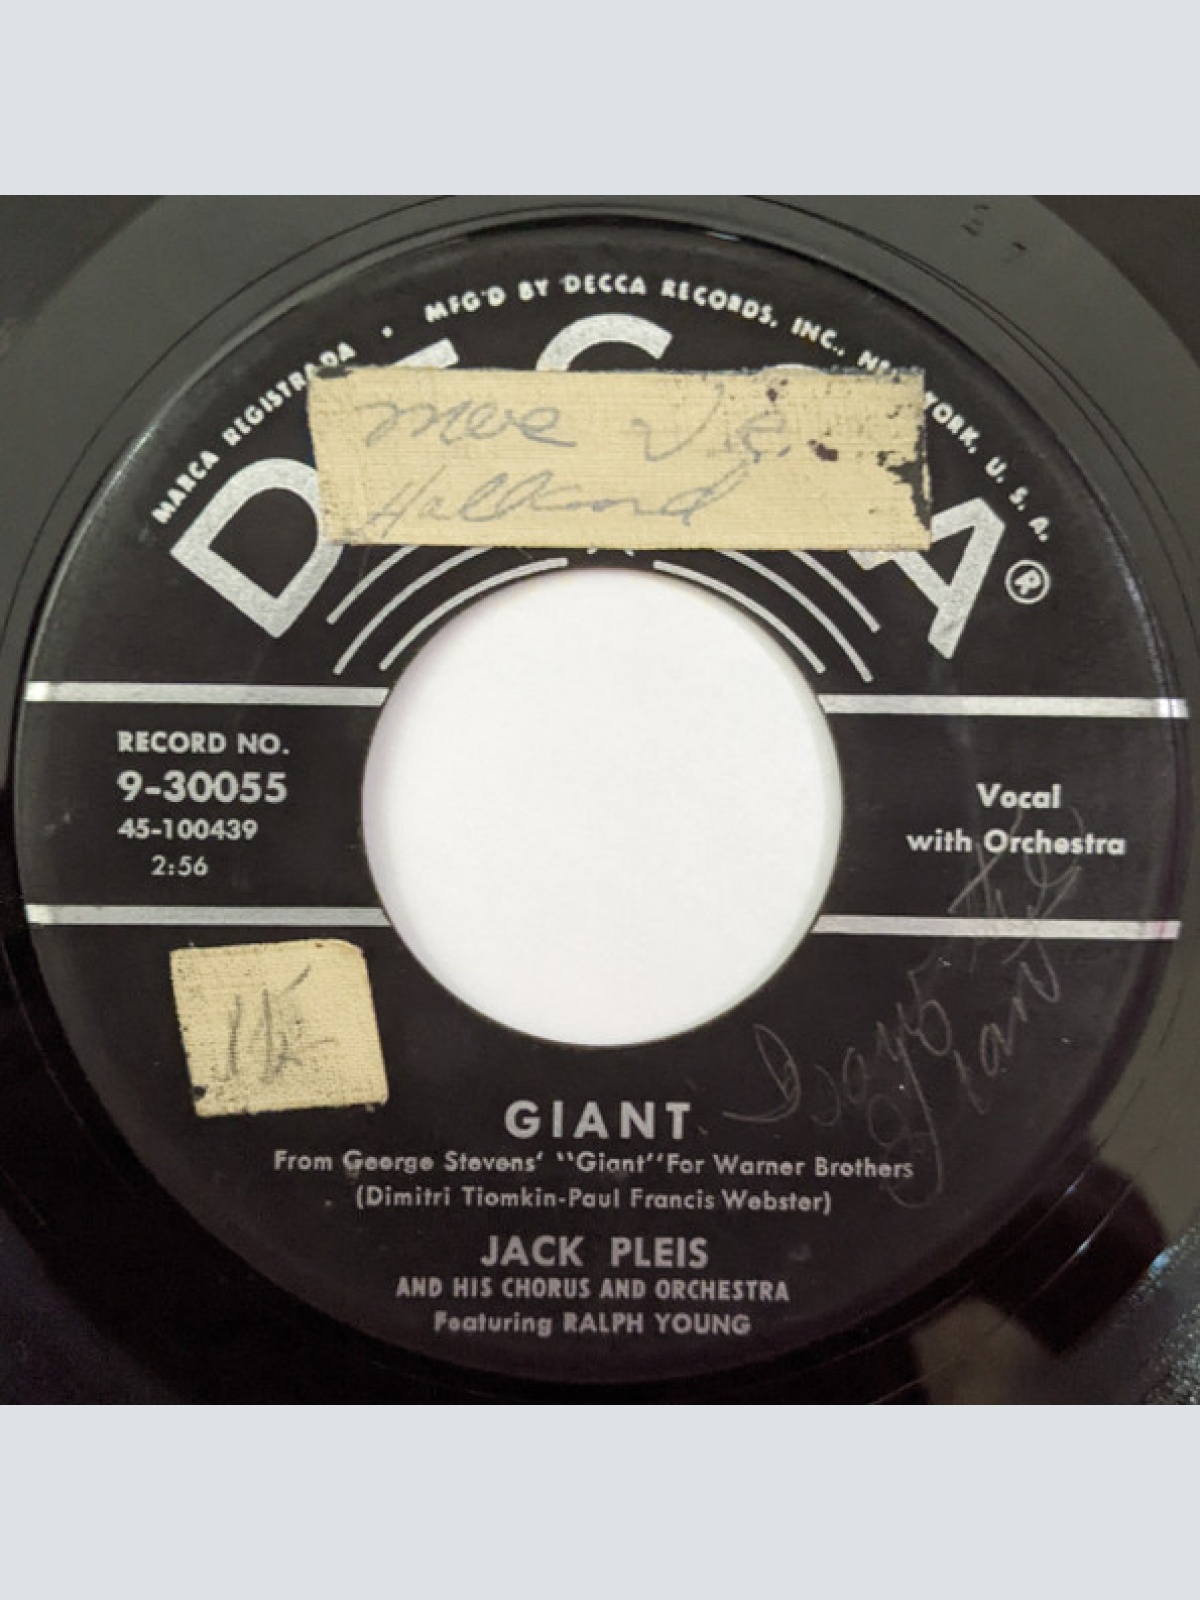 MARCA REGISTRADA • MFG'D BY DECCA RECORDS, INC., NEW YORK, U. S. A.
DECCA ®
RECORD NO.
9-30055
45-100439
2:56
Vocal
with Orchestra
GIANT
From George Stevens' "Giant" For Warner Brothers
(Dimitri Tiomkin-Paul Francis Webster)
JACK PLEIS
AND HIS CHORUS AND ORCHESTRA
Featuring RALPH YOUNG